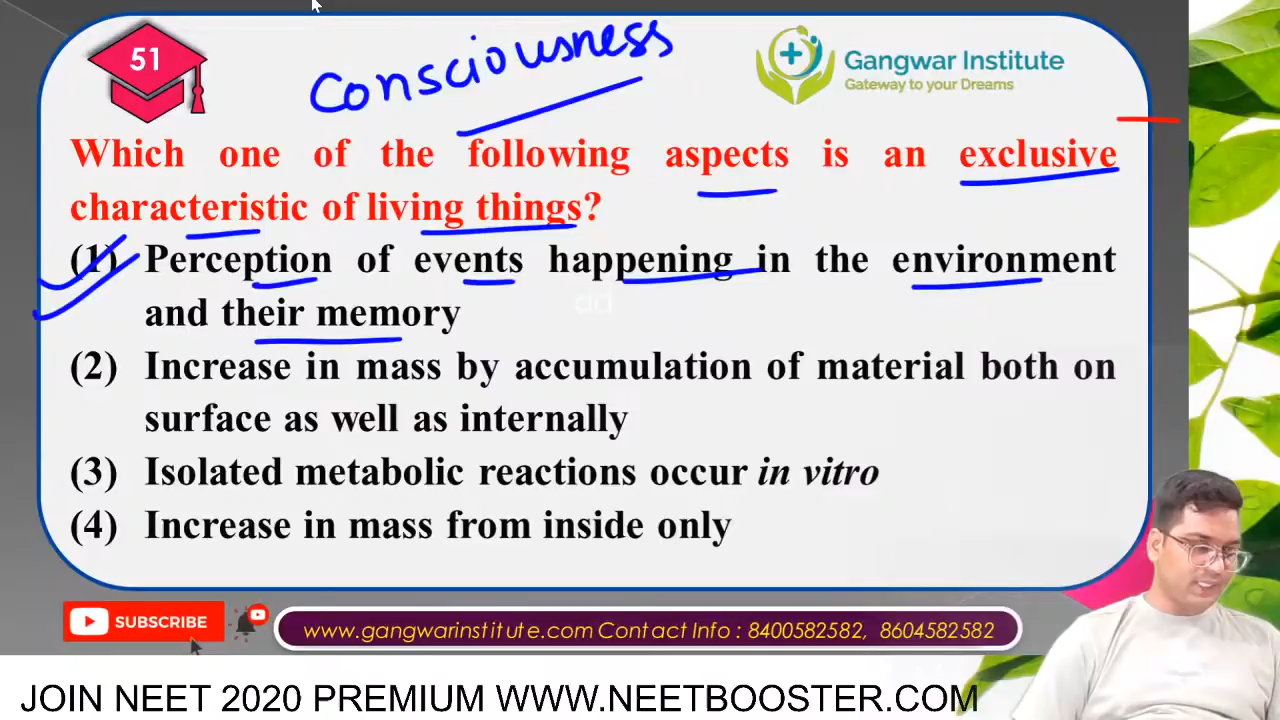 51
Consciousness
Gangwar Institute
Gateway to your Dreams
Which one of the following aspects is an exclusive
characteristic of living things?
(1) Perception of events happening in the environment
and their memory
dd
(2) Increase in mass by accumulation of material both on
surface as well as internally
(3) Isolated metabolic reactions occur in vitro
(4) Increase in mass from inside only
SUBSCRIBE
www.gangwarinstitute.com Contact Info : 8400582582, 8604582582
JOIN NEET 2020 PREMIUM WWW.NEETBOOSTER.COM